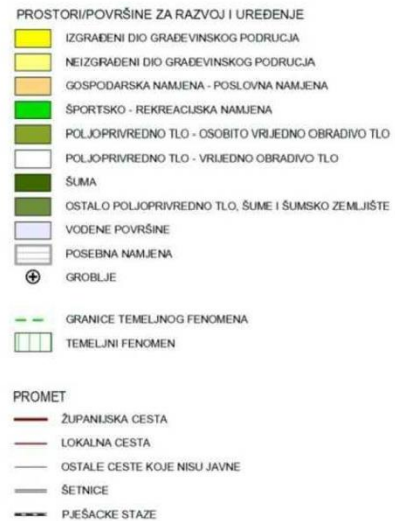 PROSTORI/POVRŠINE ZA RAZVOJ I UREĐENJE
IZGRAĐENI DIO GRAĐEVINSKOG PODRUCJA
NEIZGRAĐENI DIO GRAĐEVINSKOG PODRUCJA
GOSPODARSKA NAMJENA - POSLOVNA NAMJENA
ŠPORTSKO - REKREACIJSKA NAMJENA
POLJOPRIVREDNO TLO - OSOBITO VRIJEDNO OBRADIVO TLO
POLJOPRIVREDNO TLO - VRIJEDNO OBRADIVO TLO
ŠUMA
OSTALO POLJOPRIVREDNO TLO, ŠUME I ŠUMSKO ZEMLJIŠTE
VODENE POVRŠINE
POSEBNA NAMJENA
GROBLJE
GRANICE TEMELJNOG FENOMENA
TEMELJNI FENOMEN
PROMET
ŽUPANIJSKA CESTA
LOKALNA CESTA
OSTALE CESTE KOJE NISU JAVNE
ŠETNICE
PJEŠACKE STAZE